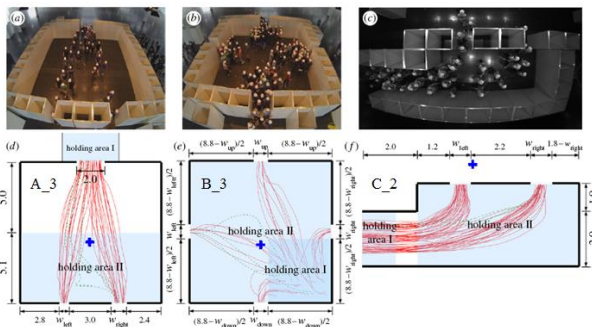 (a)
(b)
(c)
(d)
holding area I
2.0
A_3
5.0
5.1
holding area II
2.8
w_left
3.0
w_right
2.4
(e)
(8.8-w_up)/2
w_up
(8.8-w_up)/2
B_3
(8.8-w_left)/2
w_left
(8.8-w_left)/2
holding area II
holding area I
(8.8-w_right)/2
w_right
(8.8-w_right)/2
(8.8-w_down)/2
w_down
(8.8-w_down)/2
(f)
2.0
1.2
w_left
2.2
w_right
1.8-w_right
C_2
holding area I
holding area II